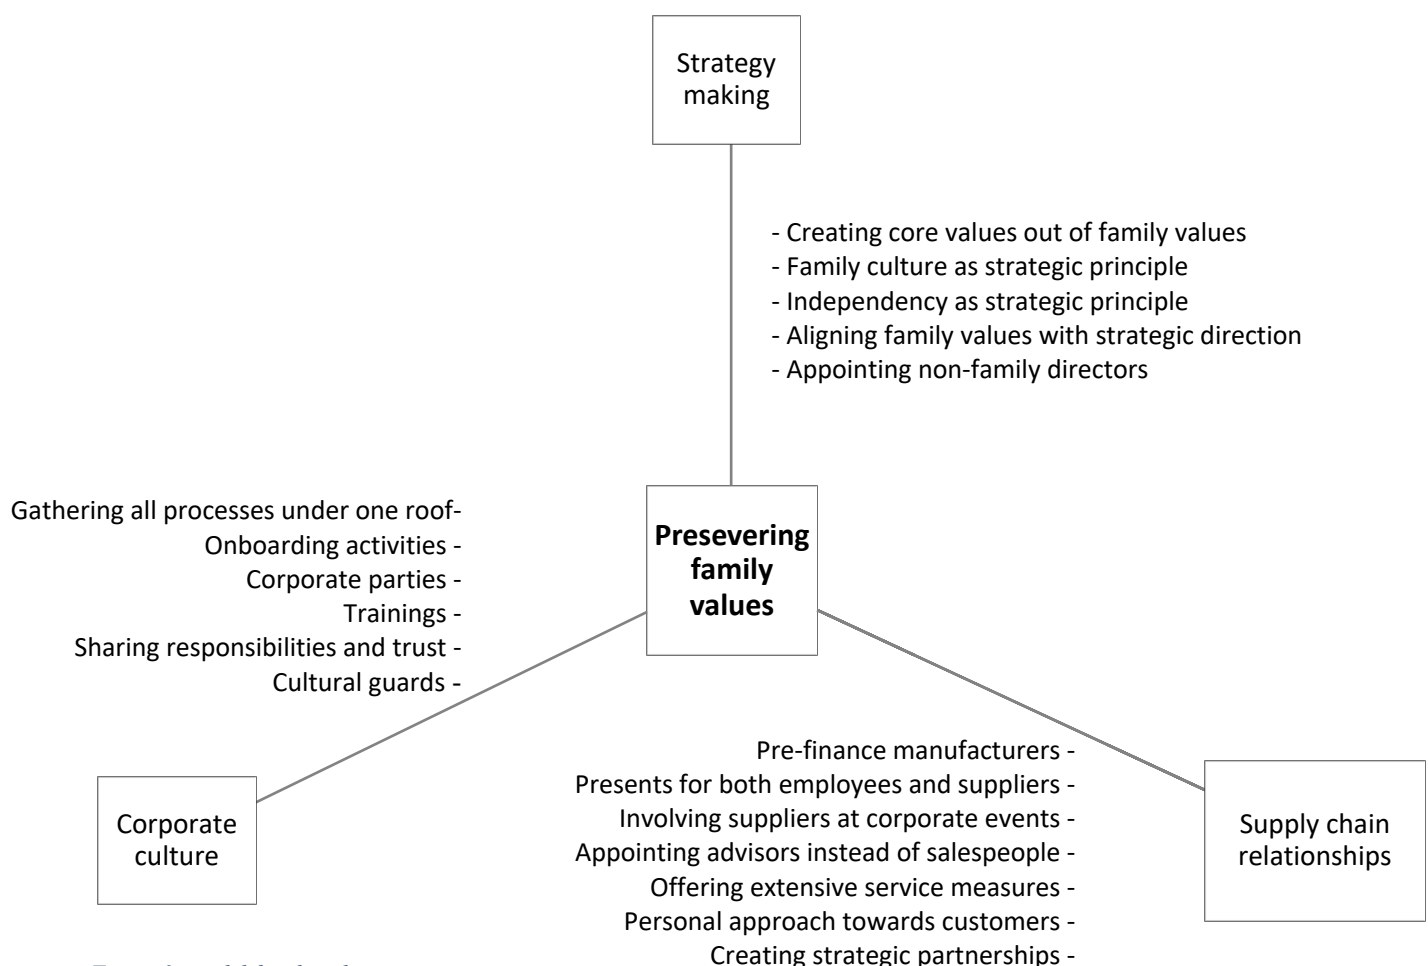 Strategy
making
- Creating core values out of family values
- Family culture as strategic principle
- Independency as strategic principle
- Aligning family values with strategic direction
- Appointing non-family directors
Gathering all processes under one roof-
Onboarding activities -
Corporate parties -
Trainings -
Sharing responsibilities and trust -
Cultural guards -
Presevering
family
values
Pre-finance manufacturers -
Presents for both employees and suppliers -
Involving suppliers at corporate events -
Appointing advisors instead of salespeople -
Offering extensive service measures -
Personal approach towards customers -
Creating strategic partnerships -
Corporate
culture
Supply chain
relationships